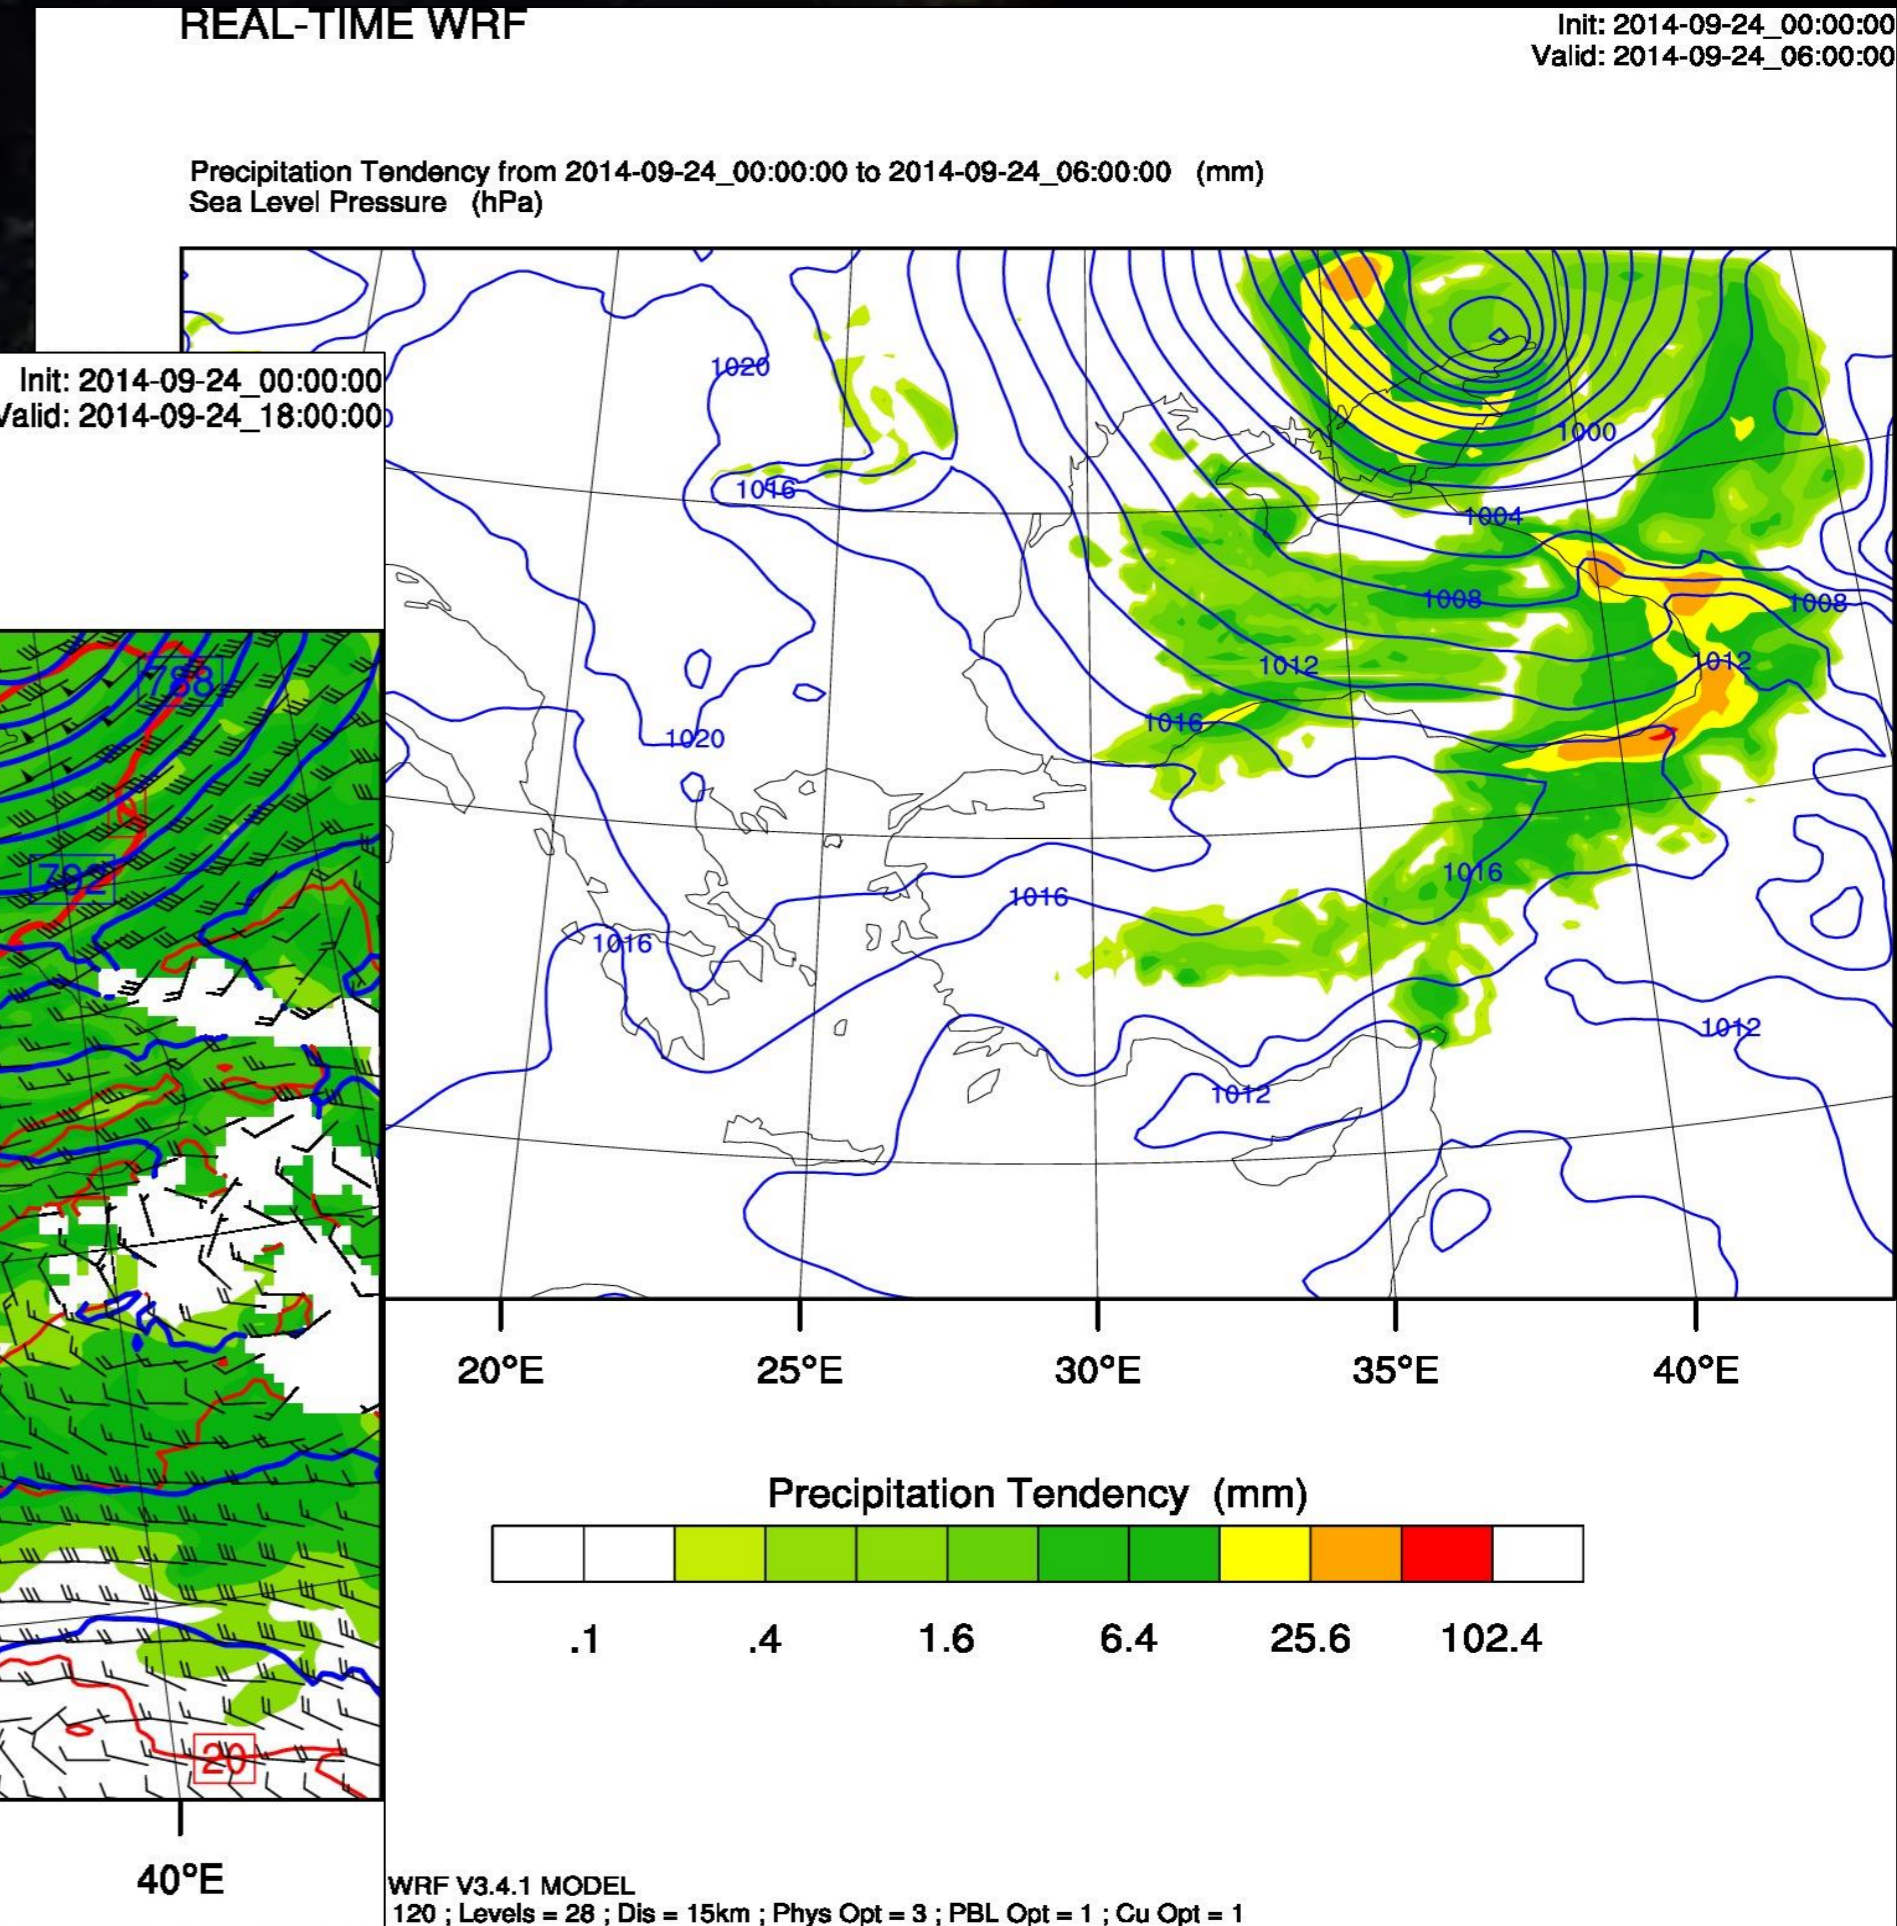 REAL-TIME WRF
Init: 2014-09-24_00:00:00
Valid: 2014-09-24_06:00:00
Precipitation Tendency from 2014-09-24_00:00:00 to 2014-09-24_06:00:00 (mm)
Sea Level Pressure (hPa)
Init: 2014-09-24_00:00:00
Valid: 2014-09-24_18:00:00
1020
1000
1016
1004
1008
1008
1012
1012
788
1016
1020
792
1016
1016
1016
1012
1012
20°E
25°E
30°E
35°E
40°E
Precipitation Tendency (mm)
.1
.4
1.6
6.4
25.6
102.4
20
40°E
WRF V3.4.1 MODEL
120 ; Levels = 28 ; Dis = 15km ; Phys Opt = 3 ; PBL Opt = 1 ; Cu Opt = 1